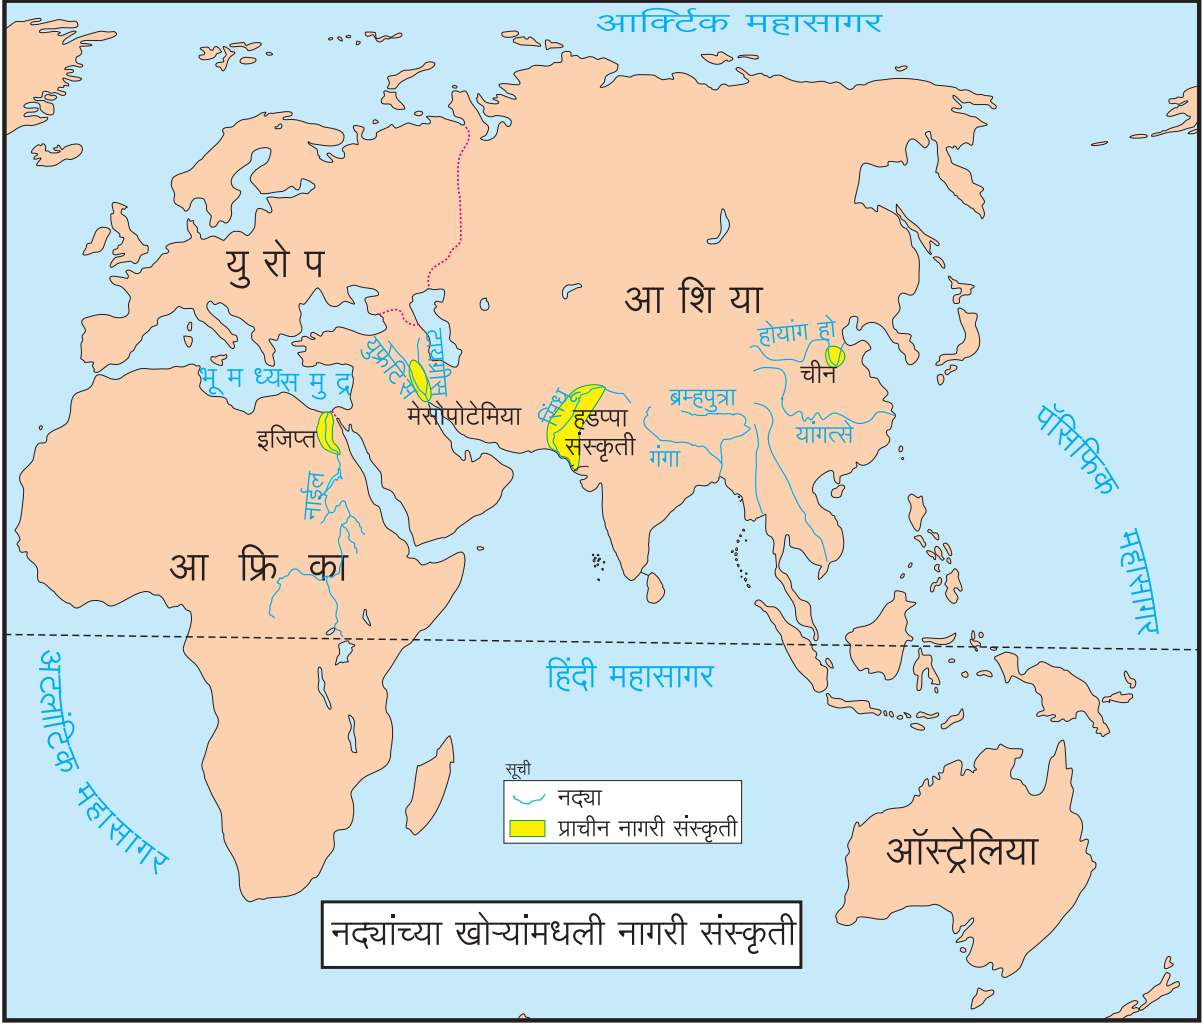 आर्क्टिक महासागर
यु रो प
आ शि या
होयांग हो
चीन
युफ्रेटिस
टायग्रीस
भू म ध्य स मु द्र
मेसोपोटेमिया
सिंधू
हडप्पा
संस्कृती
ब्रम्हपुत्रा
गंगा
यांगत्से
इजिप्त
नाईल
पॅसिफिक
महासागर
आ फ्रि का
हिंदी महासागर
अटलांटिक महासागर
सूची
नद्या
प्राचीन नागरी संस्कृती
ऑस्ट्रेलिया
नद्यांच्या खोऱ्यांमधली नागरी संस्कृती